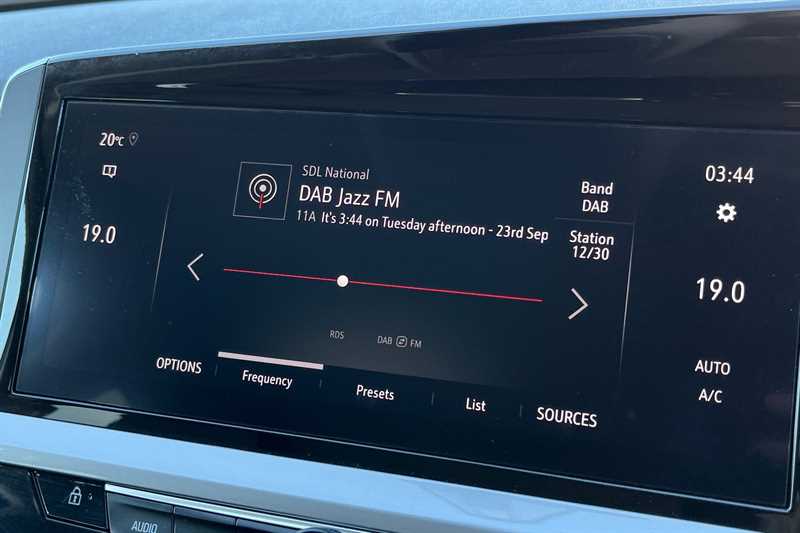 20°C
19.0
SDL National
DAB Jazz FM
11A It's 3:44 on Tuesday afternoon - 23rd Sep
Band
DAB
Station
12/30
03:44
19.0
AUTO
A/C
RDS
DAB FM
OPTIONS
Frequency
Presets
List
SOURCES
AUDIO